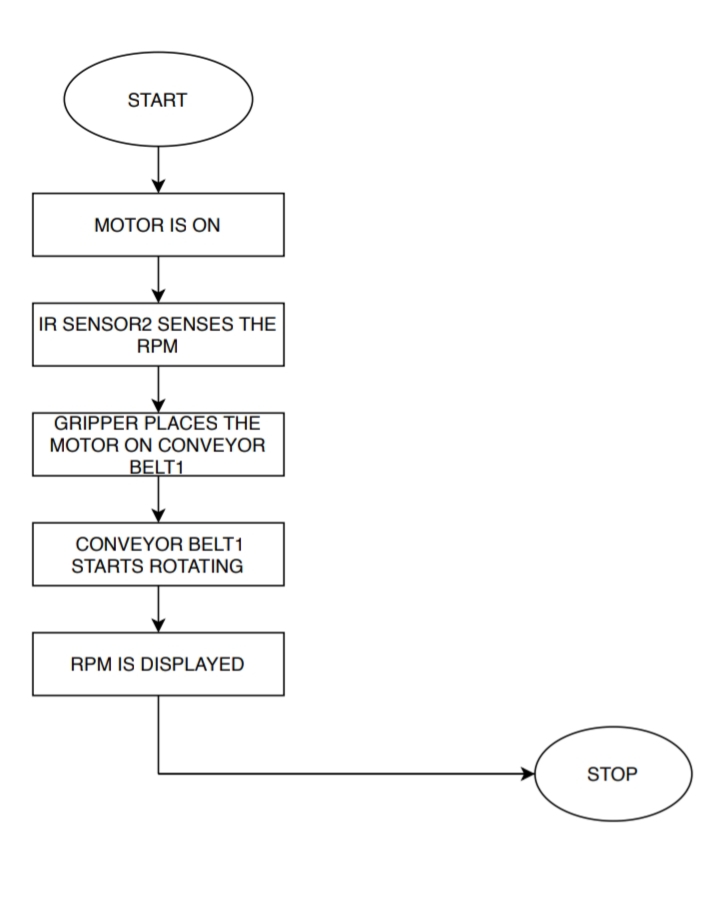 START
MOTOR IS ON
IR SENSOR2 SENSES THE
RPM
GRIPPER PLACES THE
MOTOR ON CONVEYOR
BELT1
CONVEYOR BELT1
STARTS ROTATING
RPM IS DISPLAYED
STOP